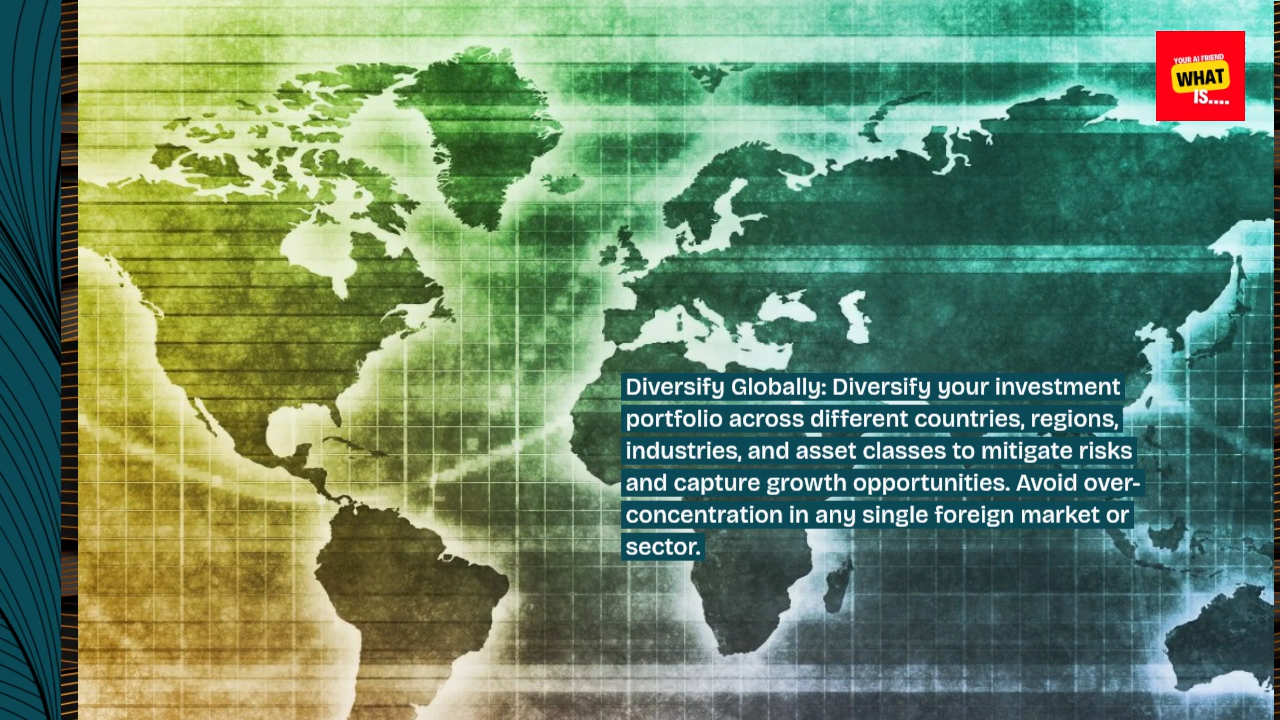 YOUR AI FRIEND
WHAT
IS....
Diversify Globally: Diversify your investment
portfolio across different countries, regions,
industries, and asset classes to mitigate risks
and capture growth opportunities. Avoid over-
concentration in any single foreign market or
sector.